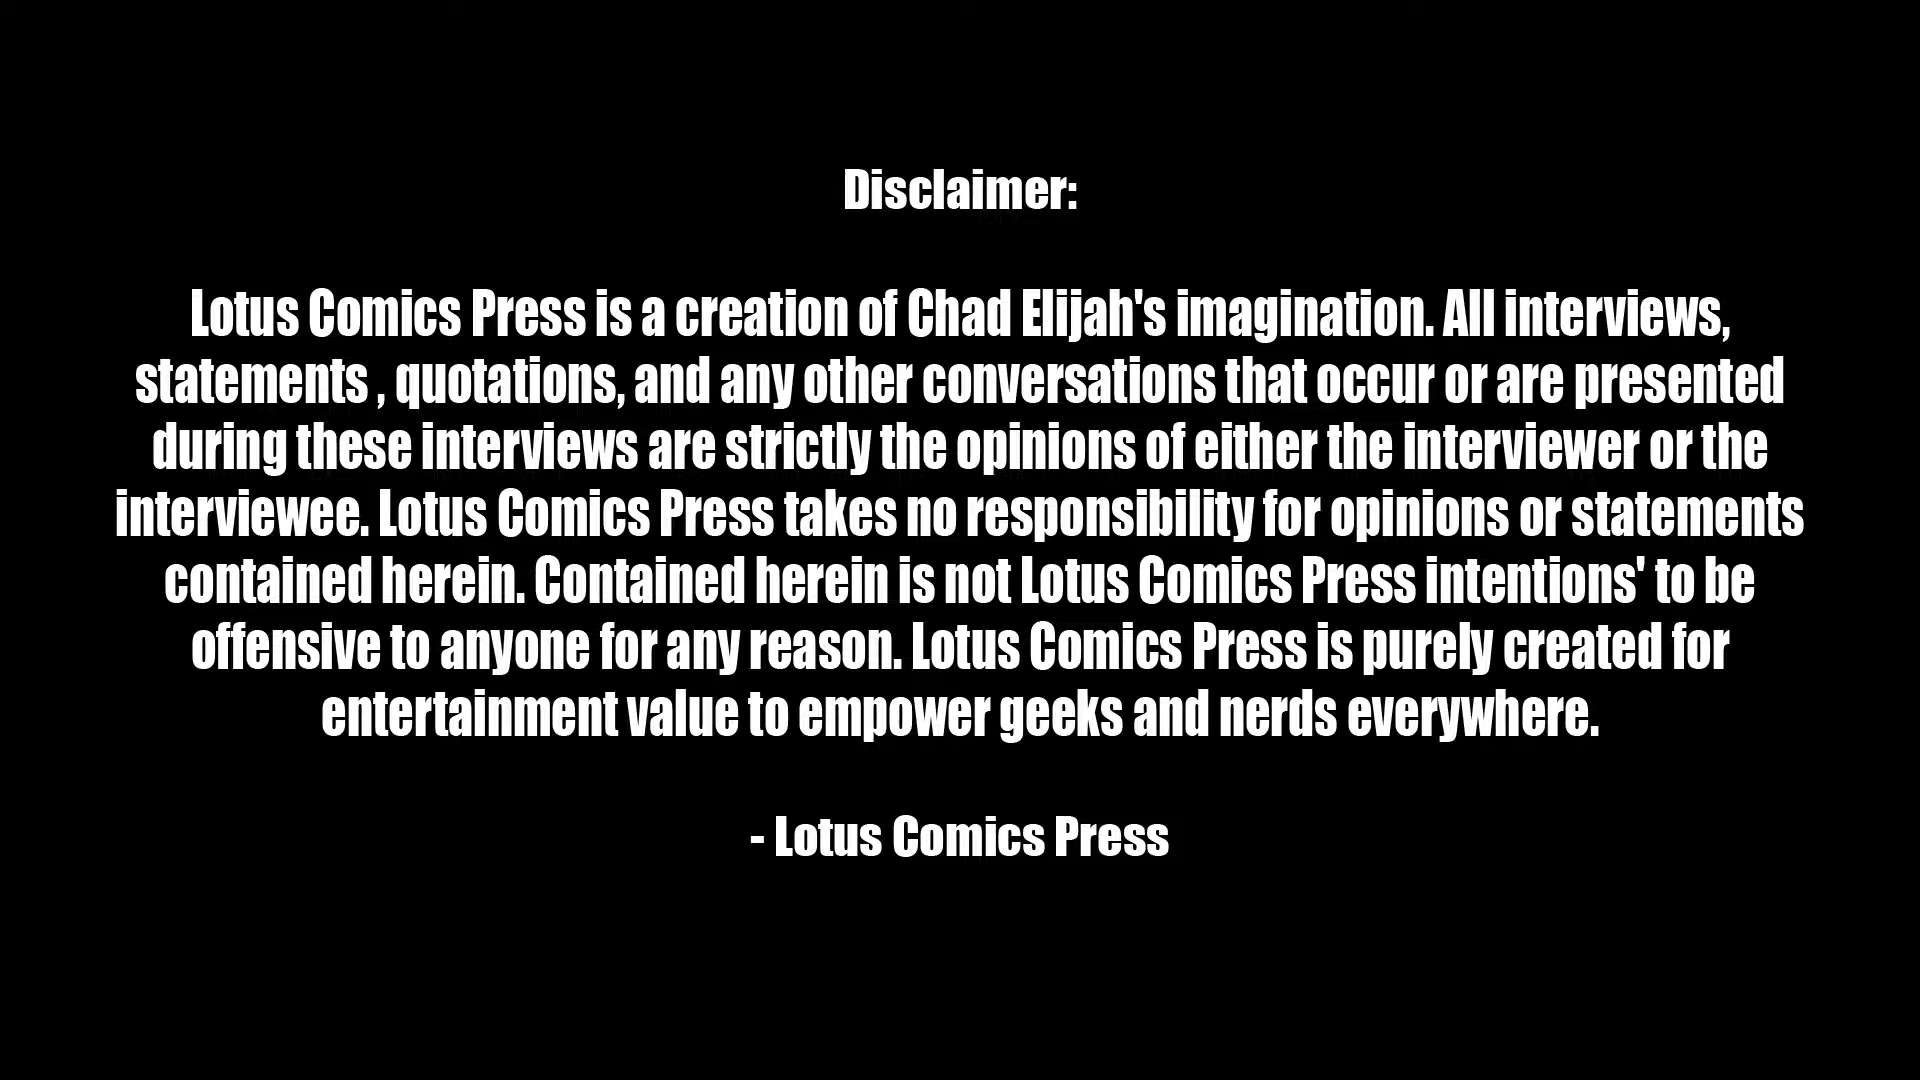 Disclaimer:
Lotus Comics Press is a creation of Chad Elijah's imagination. All interviews,
statements , quotations, and any other conversations that occur or are presented
during these interviews are strictly the opinions of either the interviewer or the
interviewee. Lotus Comics Press takes no responsibility for opinions or statements
contained herein. Contained herein is not Lotus Comics Press intentions' to be
offensive to anyone for any reason. Lotus Comics Press is purely created for
entertainment value to empower geeks and nerds everywhere.
- Lotus Comics Press